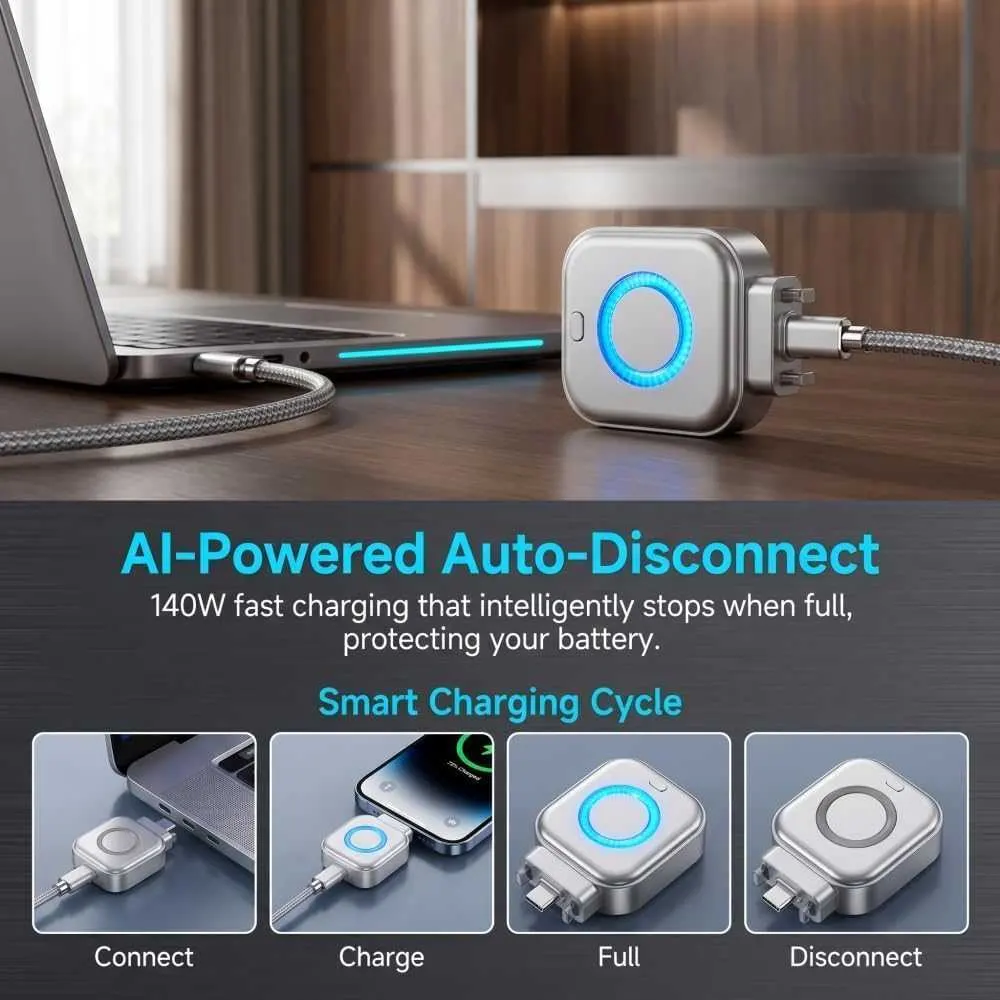 AI-Powered Auto-Disconnect
140W fast charging that intelligently stops when full,
protecting your battery.
Smart Charging Cycle
Connect
Charge
Full
Disconnect